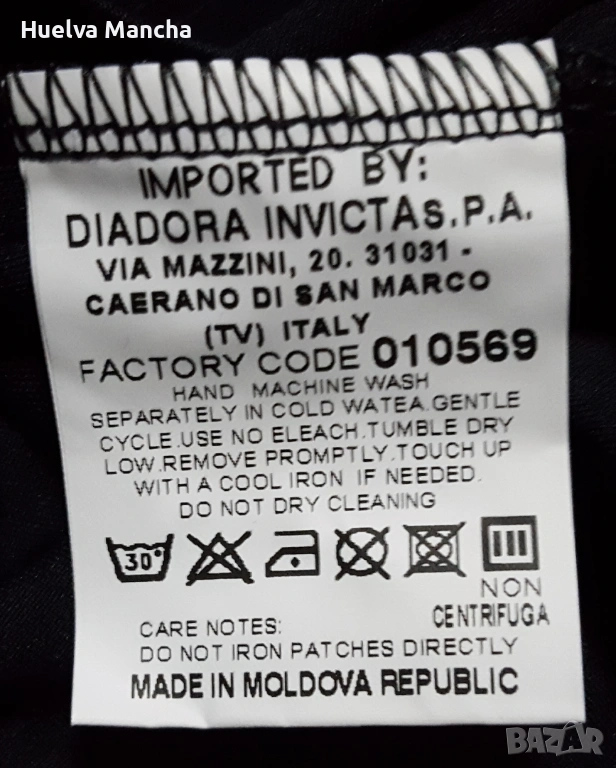 Huelva Mancha
IMPORTED BY:
DIADORA INVICTAS.P.A.
VIA MAZZINI, 20. 31031 -
CAERANO DI SAN MARCO
(TV) ITALY
FACTORY CODE 010569
HAND MACHINE WASH
SEPARATELY IN COLD WATEA.GENTLE
CYCLE.USE NO ELEACH.TUMBLE DRY
LOW.REMOVE PROMPTLY.TOUCH UP
WITH A COOL IRON IF NEEDED.
DO NOT DRY CLEANING
30°
NON
CENTRIFUGA
CARE NOTES:
DO NOT IRON PATCHES DIRECTLY
MADE IN MOLDOVA REPUBLIC
BAZAR